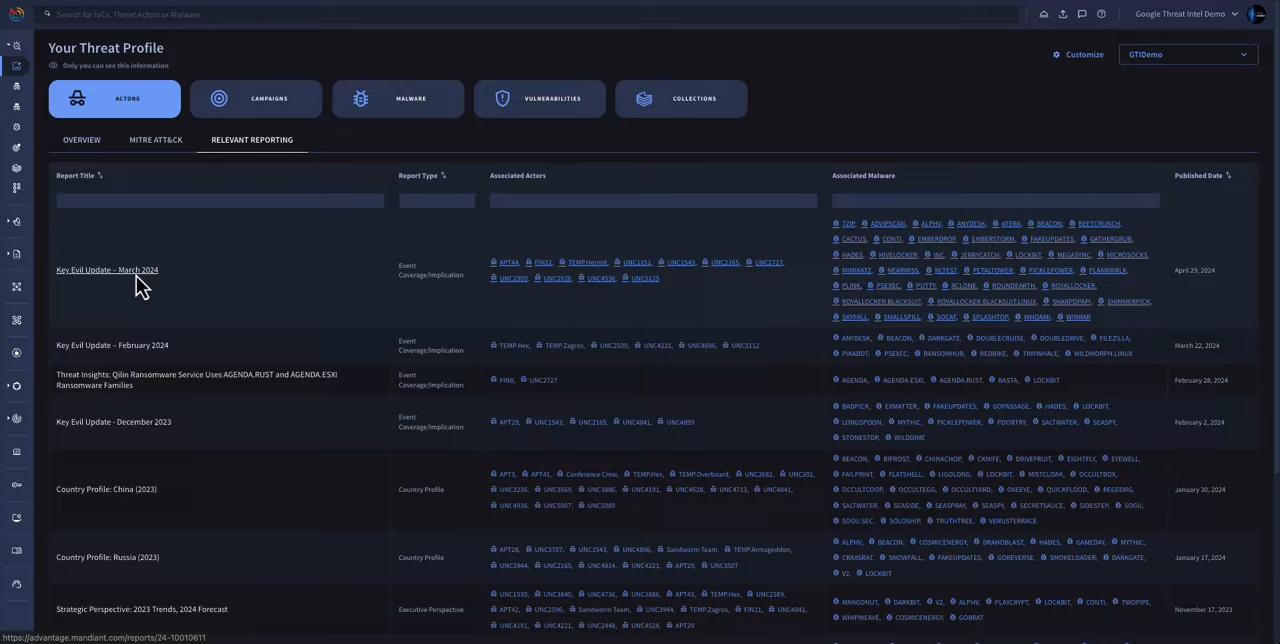 Search for IoCs, Threat Actors or Malware
Google Threat Intel Demo
Your Threat Profile
Only you can see this information
Customize
GTIDemo
ACTORS
CAMPAIGNS
MALWARE
VULNERABILITIES
COLLECTIONS
OVERVIEW
MITRE ATT&CK
RELEVANT REPORTING
Report Title
Report Type
Associated Actors
Associated Malware
Published Date
Key Evil Update – March 2024
Event
Coverage/Implication
APT44, FIN12, TEMP.Hermit, UNC1151, UNC1543, UNC2165, UNC2727,
UNC2900, UNC2926, UNC4536, UNC5125
TZIP, ADVIPSCAN, ALPHV, ANYDESK, ATERA, BEACON, BEETCRUNCH,
CACTUS, CONTI, EMBERDROP, EMBERSTORM, FAKEUPDATES, GATHERGRUB,
HADES, HIVELOCKER, INC, JERRYCATCH, LOCKBIT, MEGASYNC, MICROSOCKS,
MIMIKATZ, NEARMISS, NLTEST, PETALTOWER, PICKLEPOWER, PLANKWALK,
PLINK, PSEXEC, PUTTY, RCLONE, ROUNDEARTH, ROYALLOCKER,
ROYALLOCKER.BLACKSUIT, ROYALLOCKER.BLACKSUIT.LINUX, SHARPDPAPI, SHIMMERPICK,
SKYFALL, SMALLSPILL, SOCAT, SPLASHTOP, WHOAMI, WINRAR
April 29, 2024
Key Evil Update – February 2024
Event
Coverage/Implication
TEMP.Hex, TEMP.Zagros, UNC2500, UNC4221, UNC4696, UNC5112
ANYDESK, BEACON, DARKGATE, DOUBLECRUISE, DOUBLEDRIVE, FILEZILLA,
PIKABOT, PSEXEC, RANSOMHUB, REDBIKE, TINYWHALE, WILDMORPH.LINUX
March 22, 2024
Threat Insights: Qilin Ransomware Service Uses AGENDA.RUST and AGENDA.ESXI
Ransomware Families
Event
Coverage/Implication
UNC2727
AGENDA, AGENDA.ESXI, AGENDA.RUST, BASTA, LOCKBIT
February 28, 2024
Key Evil Update - December 2023
Event
Coverage/Implication
APT29, UNC1543, UNC2165, UNC4841, UNC4899
BADPICK, ERMATTER, FAKEUPDATES, GOPASSAGE, HADES, LOCKBIT,
LONGSPOON, MYTHIC, PICKLEPOWER, POORTRY, SALTWATER, SEASPY,
STONESTOP, WILDDIME
February 2, 2024
Country Profile: China (2023)
Country Profile
APT3, APT41, Conference Crew, TEMP.Hex, TEMP.Overboard, UNC2682, UNC302,
UNC3236, UNC3569, UNC3886, UNC4191, UNC4528, UNC4713, UNC4841,
UNC4936, UNC5007, UNC5089
BEACON, BIFROST, CHINACHOP, CKNIFE, DRIVEFRUIT, EIGHTFLY, EYEWELL,
FAILPRINT, FLATSHELL, LIGOLONG, LOCKBIT, MISTCLOAK, OCCULTBOX,
OCCULTCOOP, OCCULTEGG, OCCULTYARD, OXEEYE, QUICKFLOOD, REGEORG,
SALTWATER, SEASIDE, SEASPRAY, SEASPY, SECRETSAUCE, SIDESTEP, SOGU,
SOGU.SEC, SOLOSHIP, TRUTHTREE, VENUSTERRACE
January 30, 2024
Country Profile: Russia (2023)
Country Profile
APT28, UNC3707, UNC1543, UNC4896, Sandworm Team, TEMP.Armageddon,
UNC3944, UNC2165, UNC4814, UNC4221, APT29, UNC3507
ALPHV, BEACON, COSMICENERGY, DRAHOBLAST, HADES, GAMEDAY, MYTHIC,
CRAXSRAT, SNOWFALL, FAKEUPDATES, GOREVERSE, SMOKELOADER, DARKGATE,
V2, LOCKBIT
January 17, 2024
Strategic Perspective: 2023 Trends, 2024 Forecast
Executive Perspective
UNC1530, UNC3840, UNC4736, UNC3886, APT43, UNC2589,
APT42, UNC2596, Sandworm Team, UNC3944, TEMP.Zagros, FIN11, UNC4841,
UNC4191, UNC4221, UNC2448, UNC4528, APT29
MANGONUT, DARKBIT, V2, ALPHV, PLAYCRYPT, LOCKBIT, CONTI, TWOPIPE,
WHIPWEAVE, COSMICENERGY, GOBRAT
November 17, 2023
https://advantage.mandiant.com/reports/24-10010611